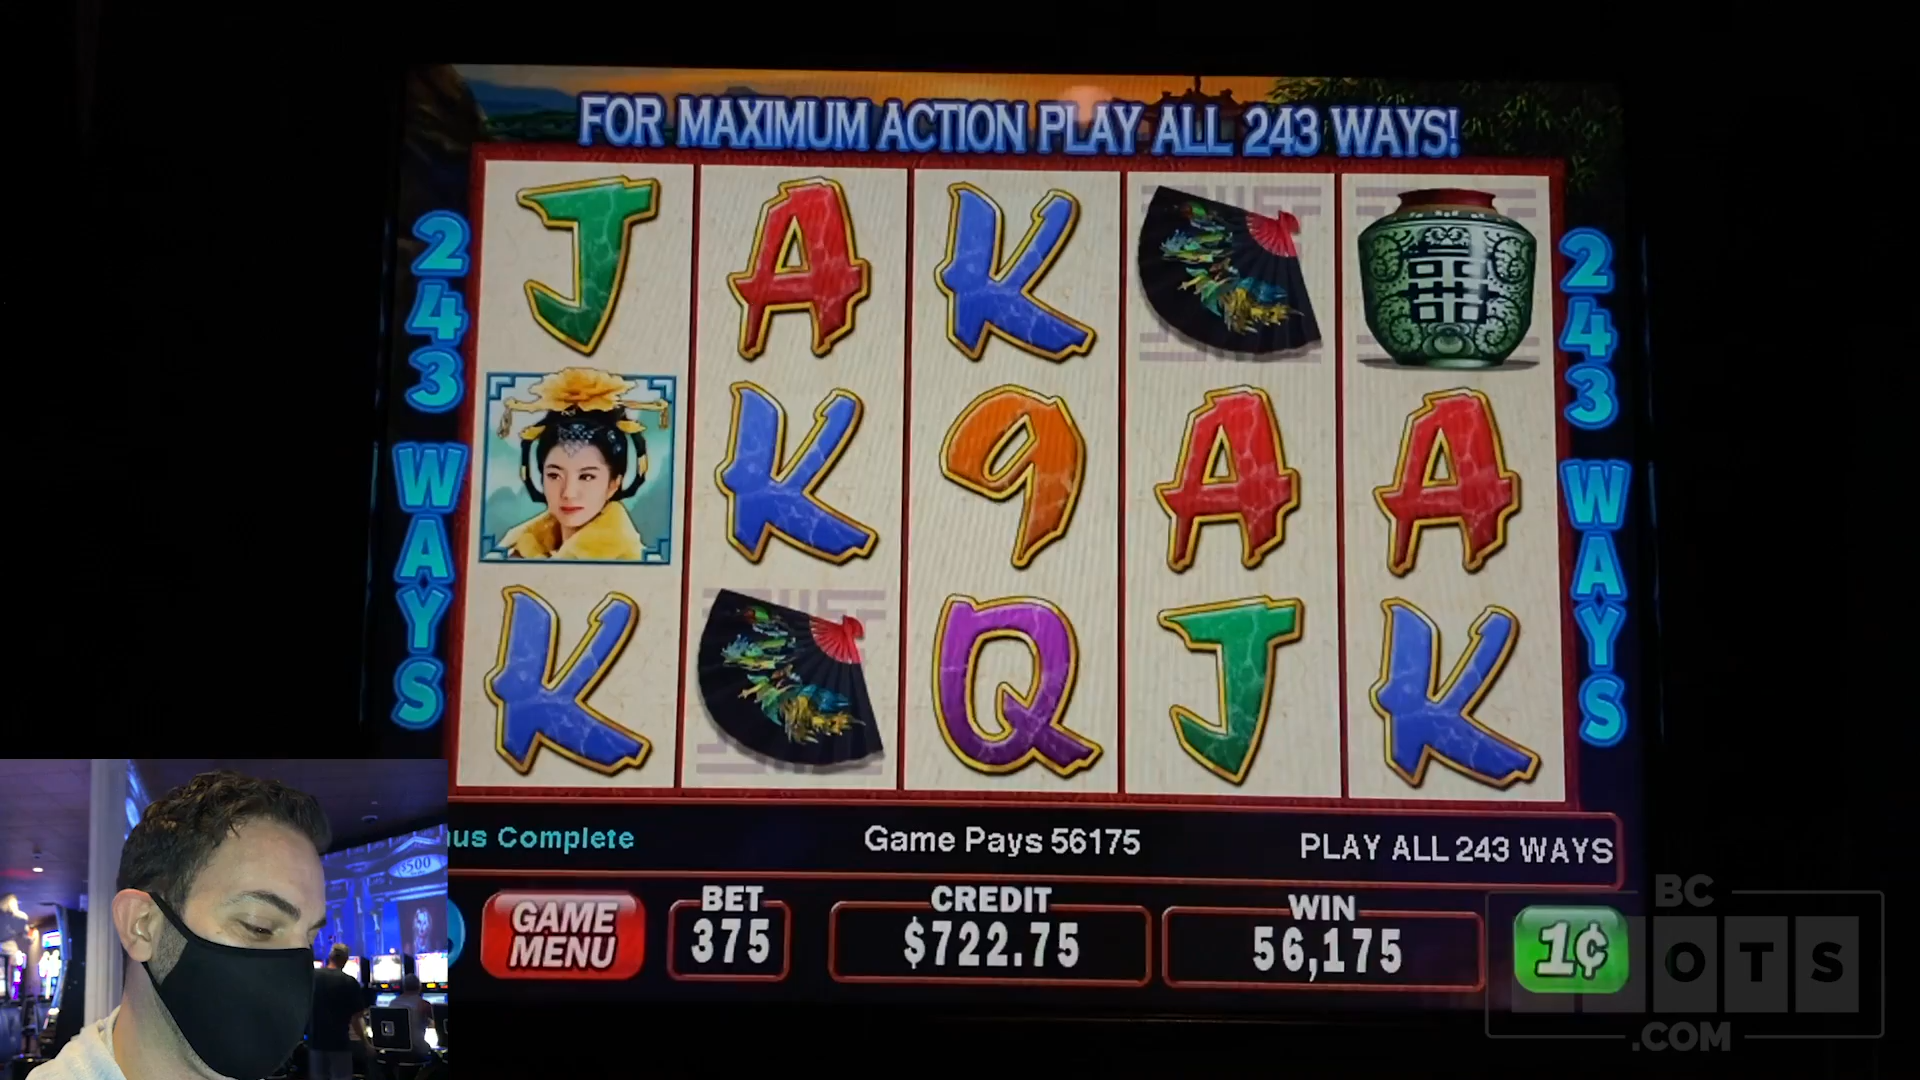 FOR MAXIMUM ACTION PLAY ALL 243 WAYS!
243 WAYS
243 WAYS
J A K
K 9 A A
K Q J K
us Complete
Game Pays 56175
PLAY ALL 243 WAYS
GAME MENU
BET
375
CREDIT
$722.75
WIN
56,175
1¢
$500
BC
OTS
.COM